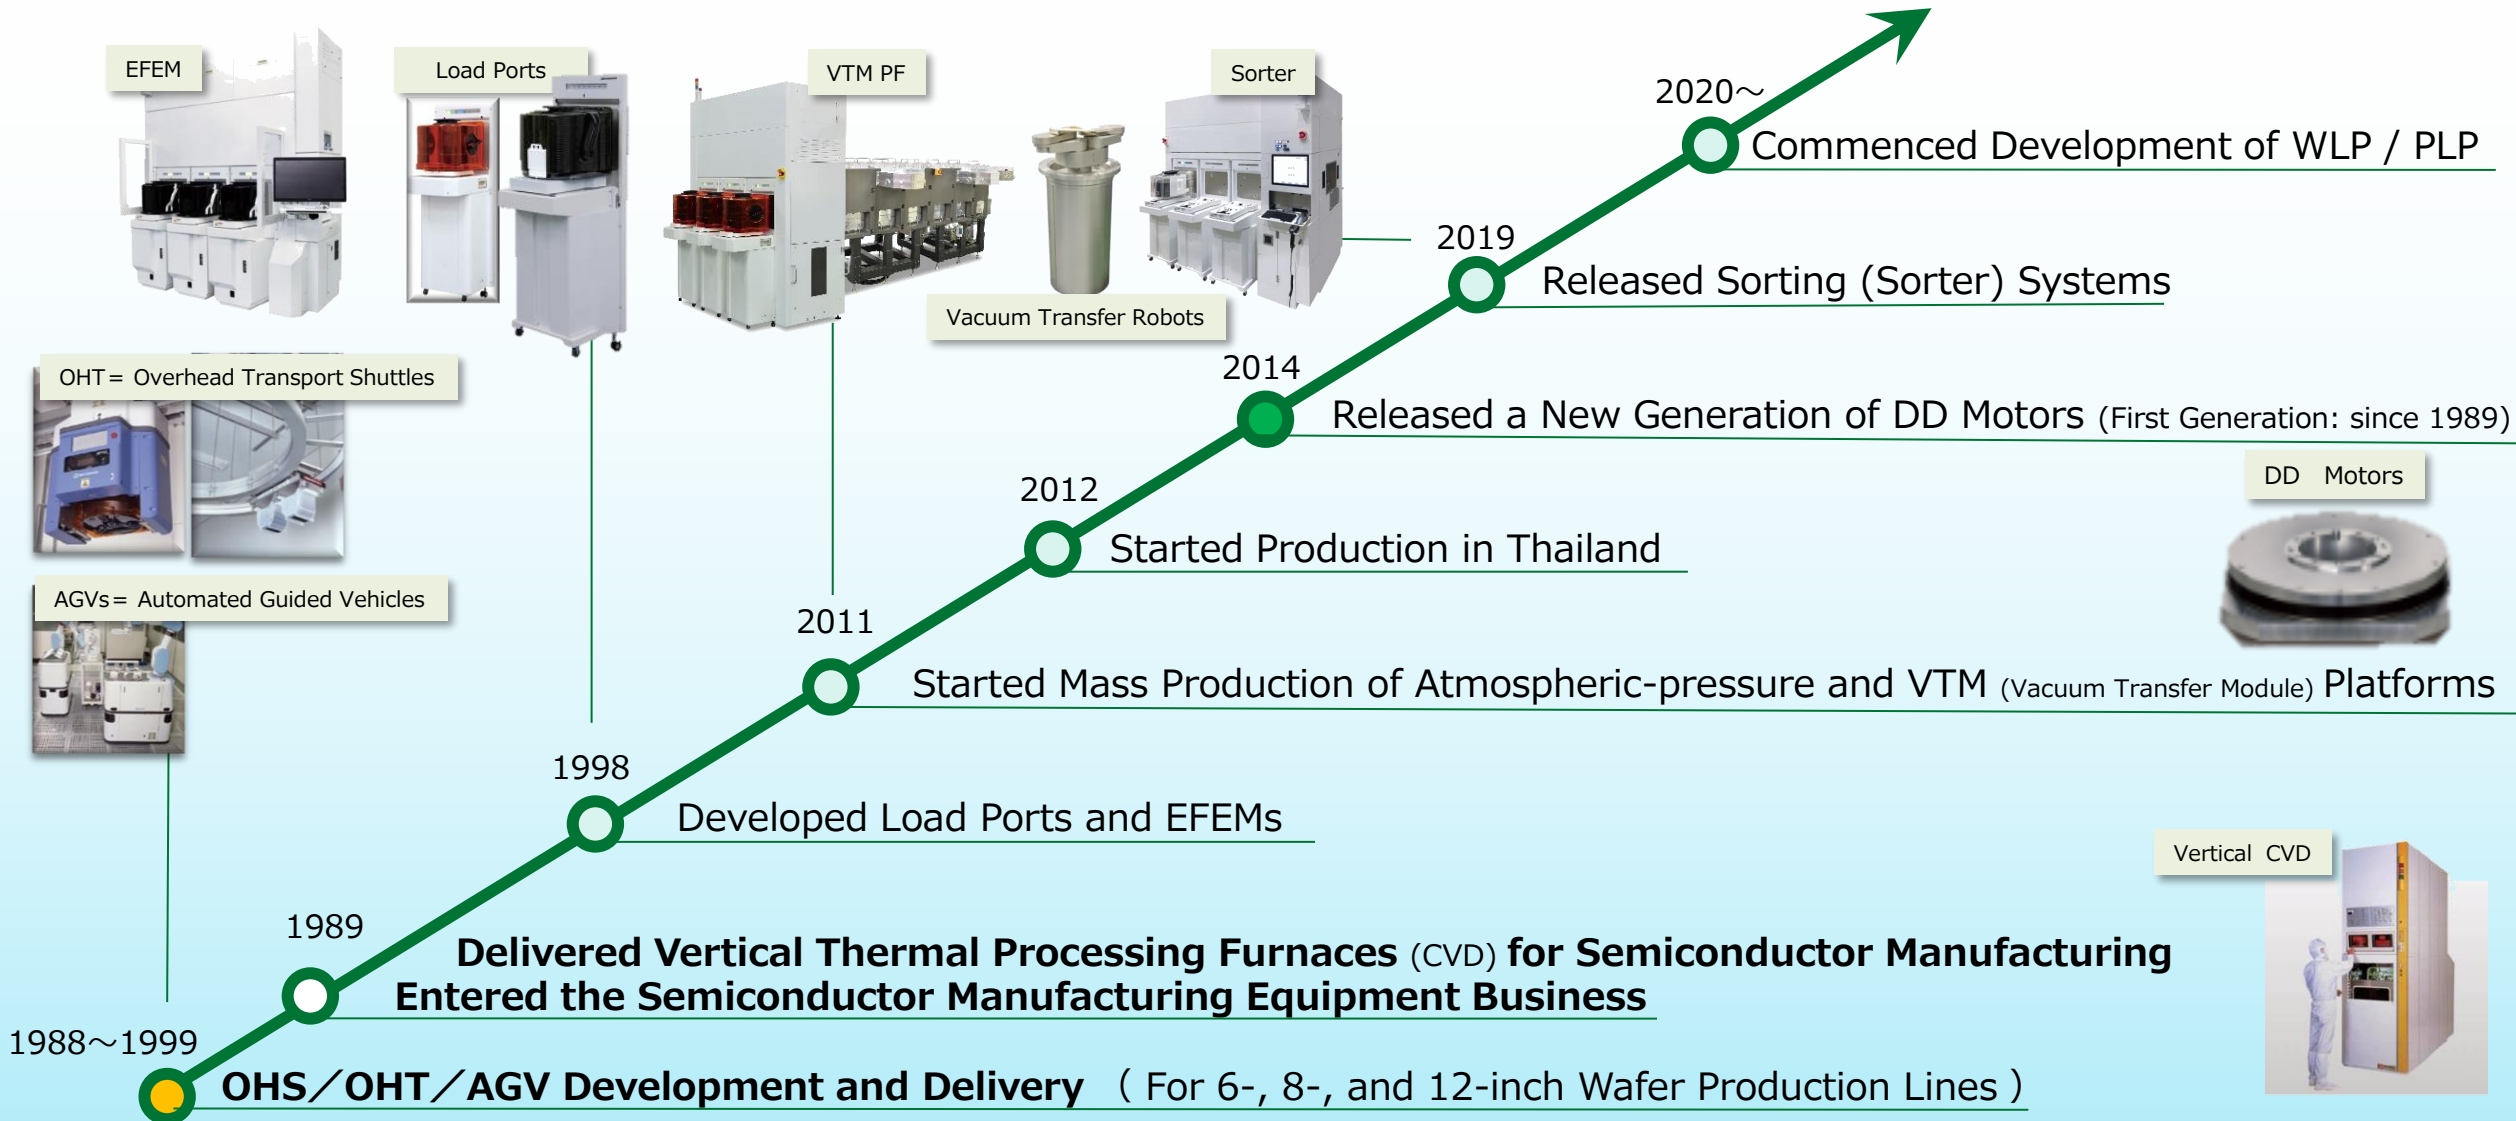 EFEM
Load Ports
VTM PF
Sorter
2020～
Commenced Development of WLP / PLP
2019
Released Sorting (Sorter) Systems
Vacuum Transfer Robots
OHT= Overhead Transport Shuttles
2014
Released a New Generation of DD Motors (First Generation: since 1989)
DD Motors
2012
Started Production in Thailand
AGVs= Automated Guided Vehicles
2011
Started Mass Production of Atmospheric-pressure and VTM (Vacuum Transfer Module) Platforms
1998
Developed Load Ports and EFEMs
Vertical CVD
1989
Delivered Vertical Thermal Processing Furnaces (CVD) for Semiconductor Manufacturing
Entered the Semiconductor Manufacturing Equipment Business
1988～1999
OHS／OHT／AGV Development and Delivery （ For 6-, 8-, and 12-inch Wafer Production Lines ）